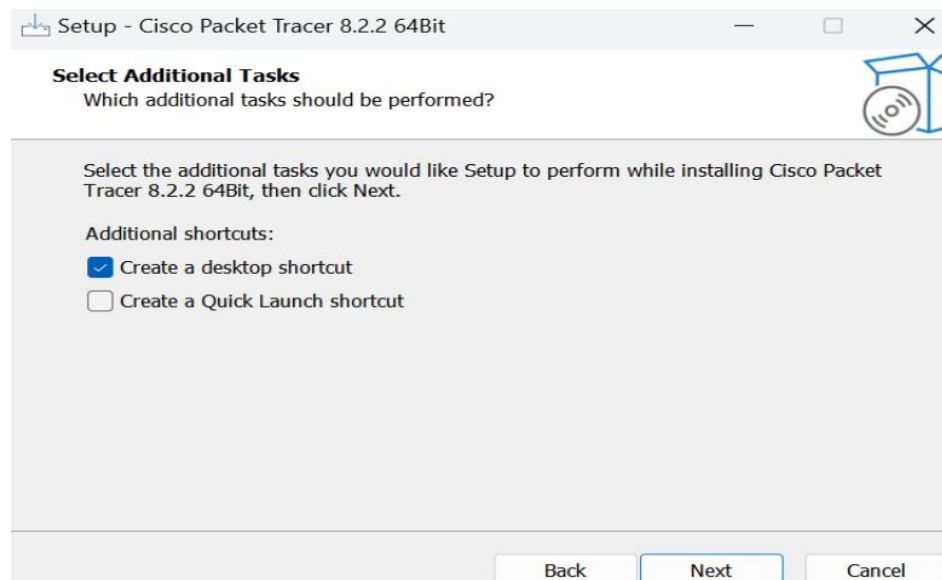 Setup - Cisco Packet Tracer 8.2.2 64Bit
Select Additional Tasks
Which additional tasks should be performed?
Select the additional tasks you would like Setup to perform while installing Cisco Packet
Tracer 8.2.2 64Bit, then click Next.
Additional shortcuts:
Create a desktop shortcut
Create a Quick Launch shortcut
Back Next Cancel